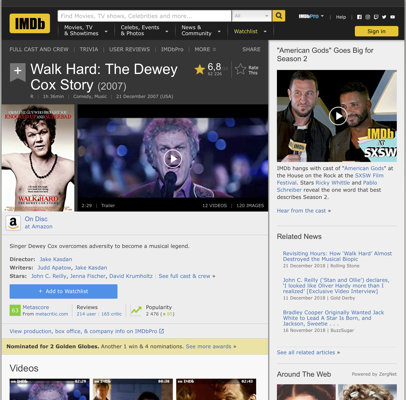 IMDb
Find Movies, TV shows, Celebrities and more...
All
IMDbPro
Help
Movies, TV & Showtimes
Celebs, Events & Photos
News & Community
Watchlist
Sign in
FULL CAST AND CREW | TRIVIA | USER REVIEWS | IMDbPro | MORE
SHARE
Walk Hard: The Dewey Cox Story (2007)
6,8
Rate This
R | 1h 36min | Comedy, Music | 21 December 2007 (USA)
KNOCKED UP
SUPERBAD
WALK HARD
2:29 | Trailer
12 VIDEOS | 120 IMAGES
On Disc
at Amazon
Singer Dewey Cox overcomes adversity to become a musical legend.
Director: Jake Kasdan
Writers: Judd Apatow, Jake Kasdan
Stars: John C. Reilly, Jenna Fischer, David Krumholtz | See full cast & crew »
+ Add to Watchlist
63
Metascore
From metacritic.com
Reviews
214 user | 165 critic
Popularity
View production, box office, & company info on IMDbPro
Nominated for 2 Golden Globes. Another 1 win & 4 nominations. See more awards »
Videos
02:29
"American Gods" Goes Big for Season 2
IMDb
at
SXSW
IMDb hangs with cast of "American Gods" at the House on the Rock at the SXSW Film Festival. Stars Ricky Whittle and Pablo Schreiber reveal the one word that best describes Season 2.
Hear from the cast »
Related News
Revisiting Hours: How 'Walk Hard' Almost Destroyed the Musical Biopic
21 December 2018 | Rolling Stone
John C. Reilly ('Stan and Ollie') declares, 'I looked like Oliver Hardy more than I realized' [Exclusive Video Interview]
11 December 2018 | Gold Derby
Bradley Cooper Originally Wanted Jack White to Lead A Star Is Born, and Jackson, Sweetie . . .
16 November 2018 | BuzzSugar
See all related articles »
Around The Web
Powered by ZergNet